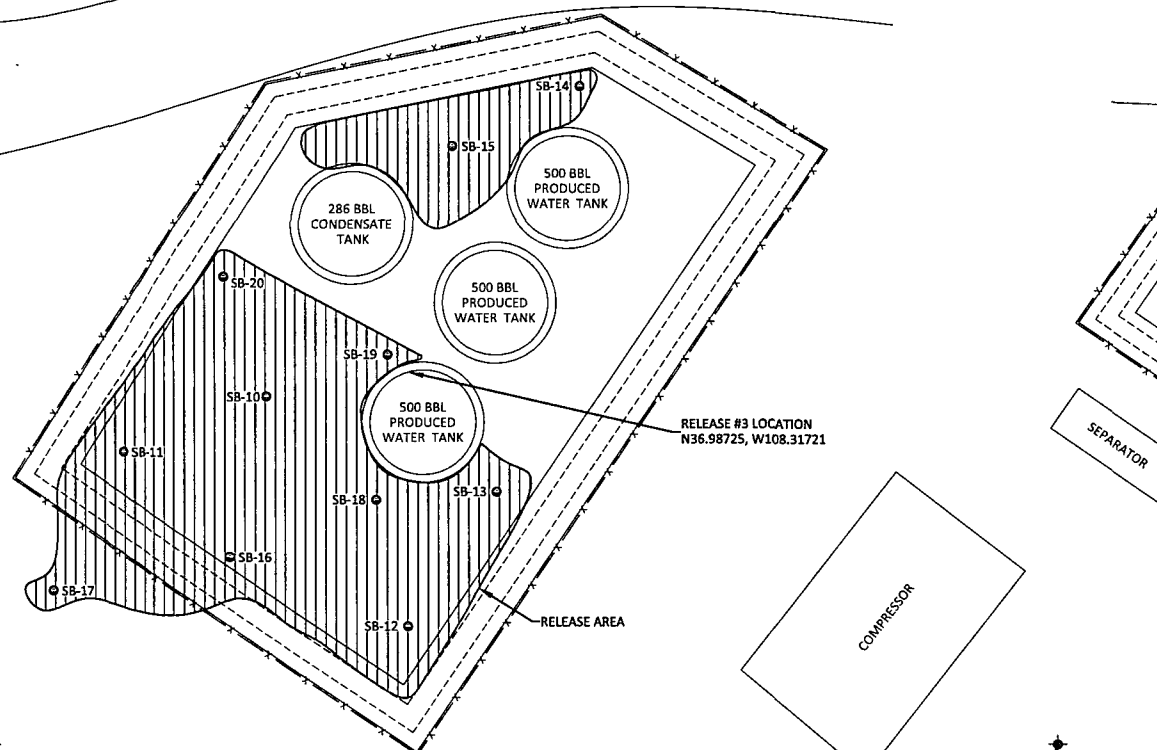 SB-14
SB-15
500 BBL
PRODUCED
WATER TANK
286 BBL
CONDENSATE
TANK
SB-20
500 BBL
PRODUCED
WATER TANK
SB-19
SB-10
500 BBL
PRODUCED
WATER TANK
RELEASE #3 LOCATION
N36.98725, W108.31721
SEPARATOR
SB-11
SB-18
SB-13
SB-16
SB-17
SB-12
RELEASE AREA
COMPRESSOR